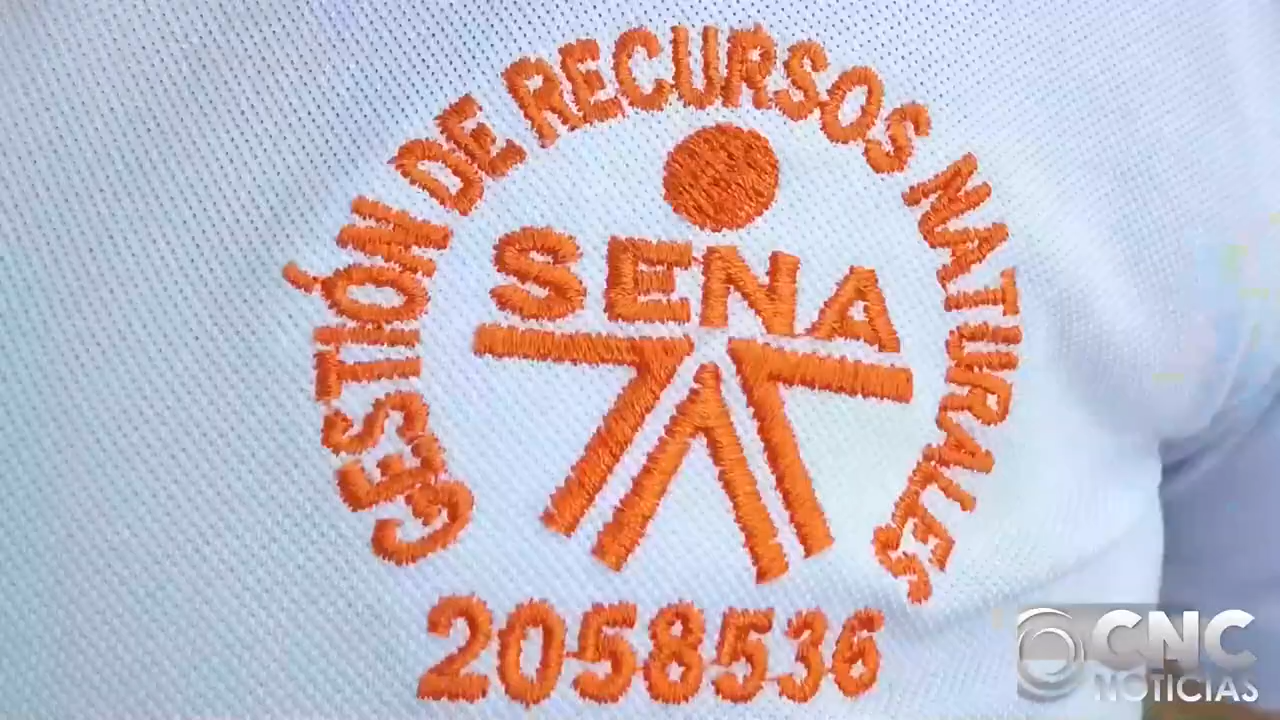 GESTIÓN DE RECURSOS NATURALES
SENA
2058536
CNC
NOTICIAS